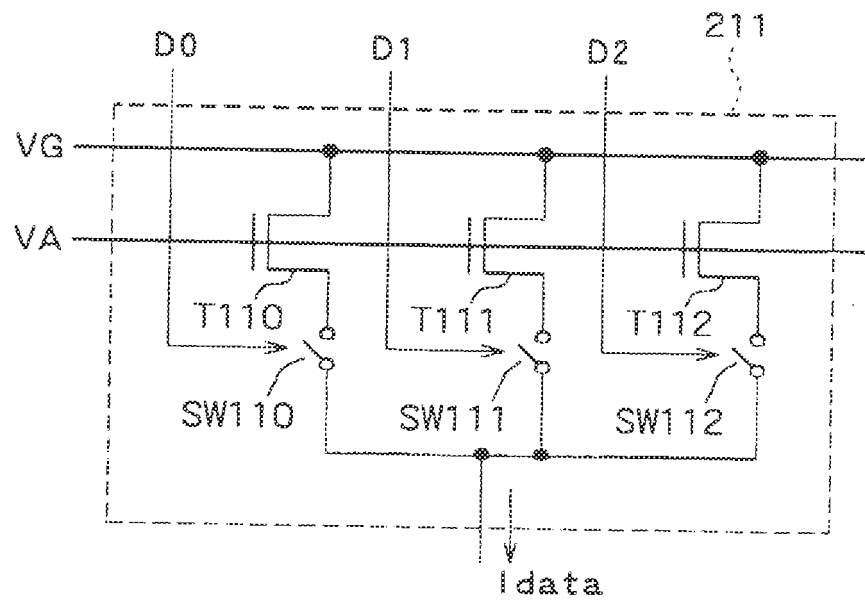 211
D0 D1 D2
VG
VA
T110 T111 T112
SW110 SW111 SW112
Idata